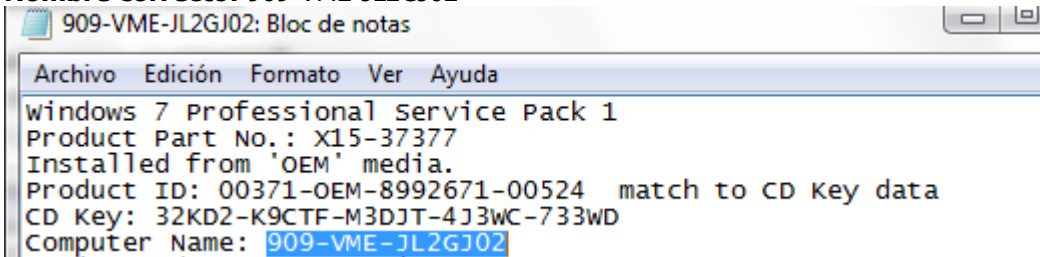 909-VME-JL2GJ02: Bloc de notas
Archivo Edición Formato Ver Ayuda
Windows 7 Professional Service Pack 1
Product Part No.: X15-37377
Installed from 'OEM' media.
Product ID: 00371-OEM-8992671-00524 match to CD Key data
CD Key: 32KD2-K9CTF-M3DJT-4J3WC-733WD
Computer Name: 909-VME-JL2GJ02